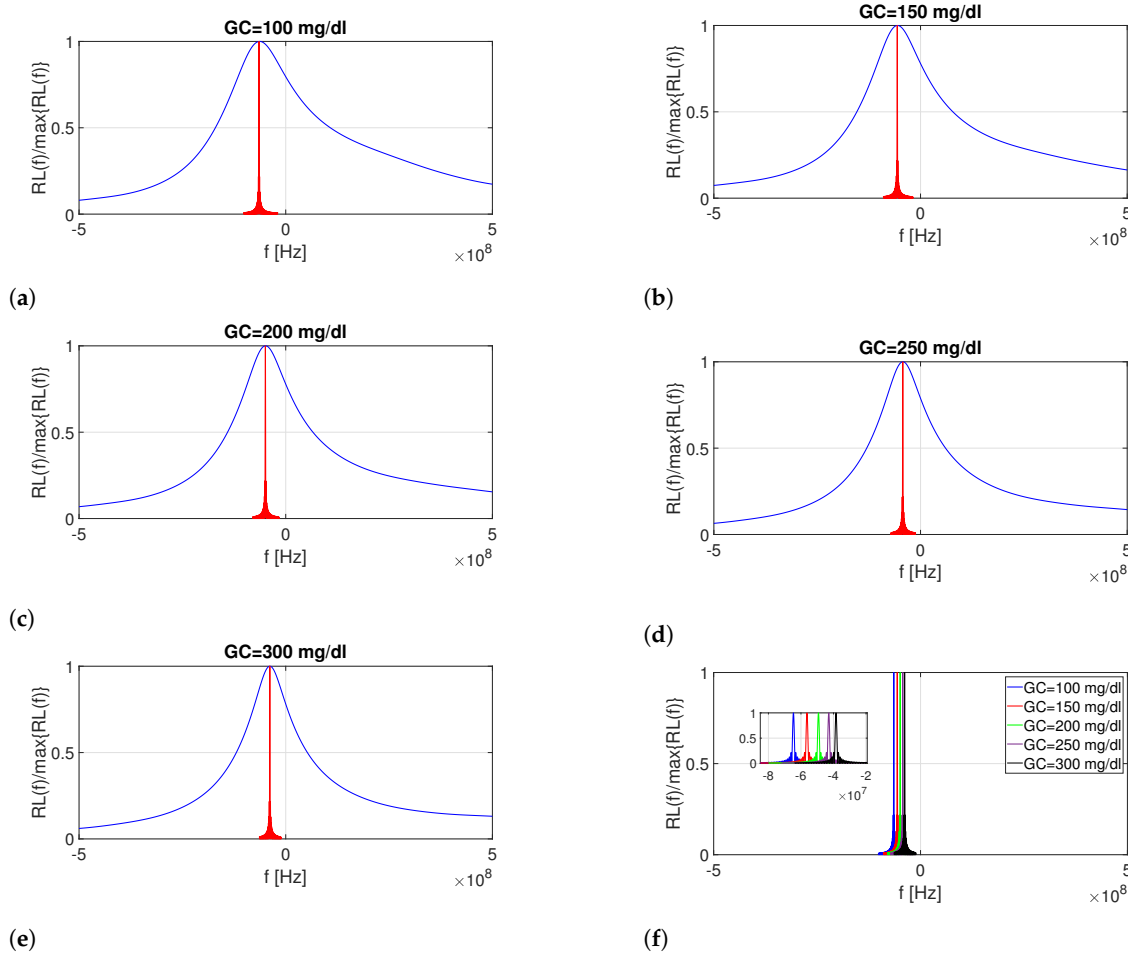 GC=100 mg/dl
RL(f)/max{RL(f)}
1
0.5
0
-5
0
5
f [Hz]
×10^8
(a)
GC=150 mg/dl
RL(f)/max{RL(f)}
1
0.5
0
-5
0
5
f [Hz]
×10^8
(b)
GC=200 mg/dl
RL(f)/max{RL(f)}
1
0.5
0
-5
0
5
f [Hz]
×10^8
(c)
GC=250 mg/dl
RL(f)/max{RL(f)}
1
0.5
0
-5
0
5
f [Hz]
×10^8
(d)
GC=300 mg/dl
RL(f)/max{RL(f)}
1
0.5
0
-5
0
5
f [Hz]
×10^8
(e)
RL(f)/max{RL(f)}
1
0.5
0
GC=100 mg/dl
GC=150 mg/dl
GC=200 mg/dl
GC=250 mg/dl
GC=300 mg/dl
1
0.5
0
-8
-6
-4
-2
×10^7
-5
0
5
f [Hz]
×10^8
(f)